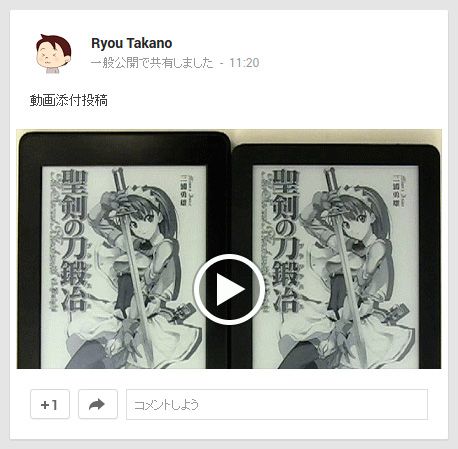 Ryou Takano
一般公開で共有しました - 11:20
動画添付投稿
聖剣の刀鍛冶
三浦勇雄
聖剣の刀鍛冶
三浦勇雄
+1
コメントしよう